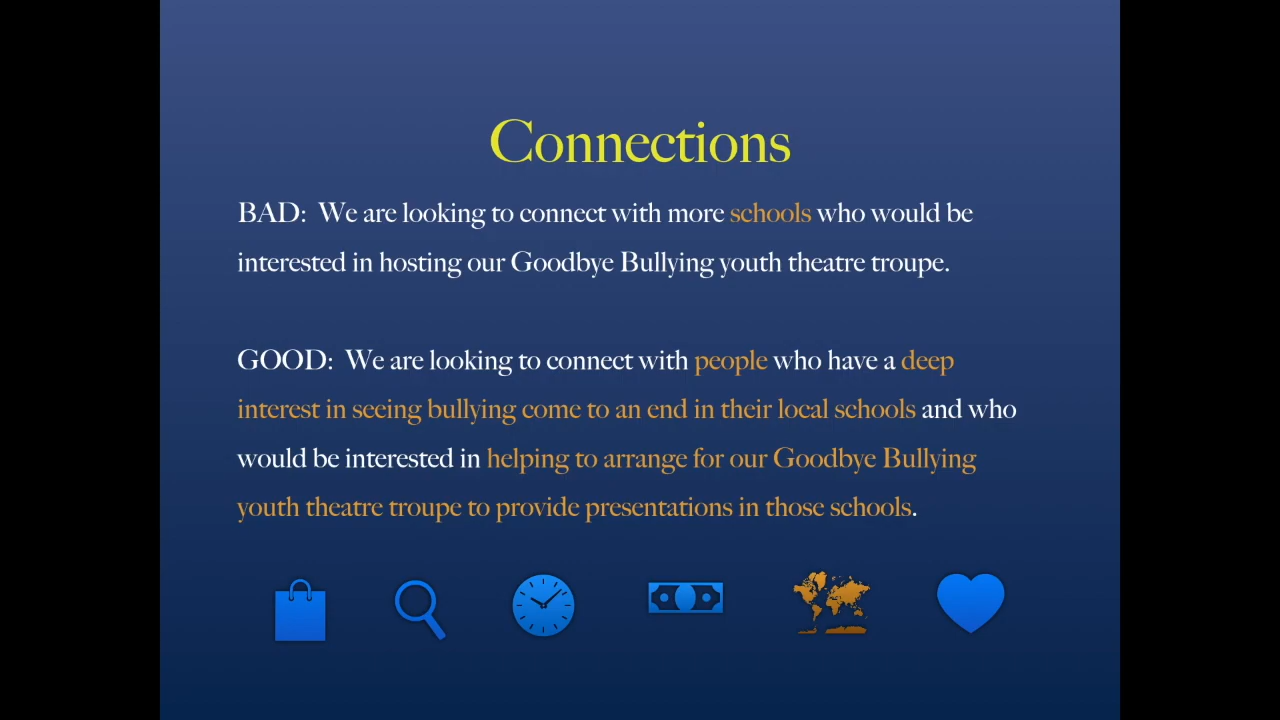 Connections
BAD:  We are looking to connect with more schools who would be
interested in hosting our Goodbye Bullying youth theatre troupe.
GOOD:  We are looking to connect with people who have a deep
interest in seeing bullying come to an end in their local schools and who
would be interested in helping to arrange for our Goodbye Bullying
youth theatre troupe to provide presentations in those schools.